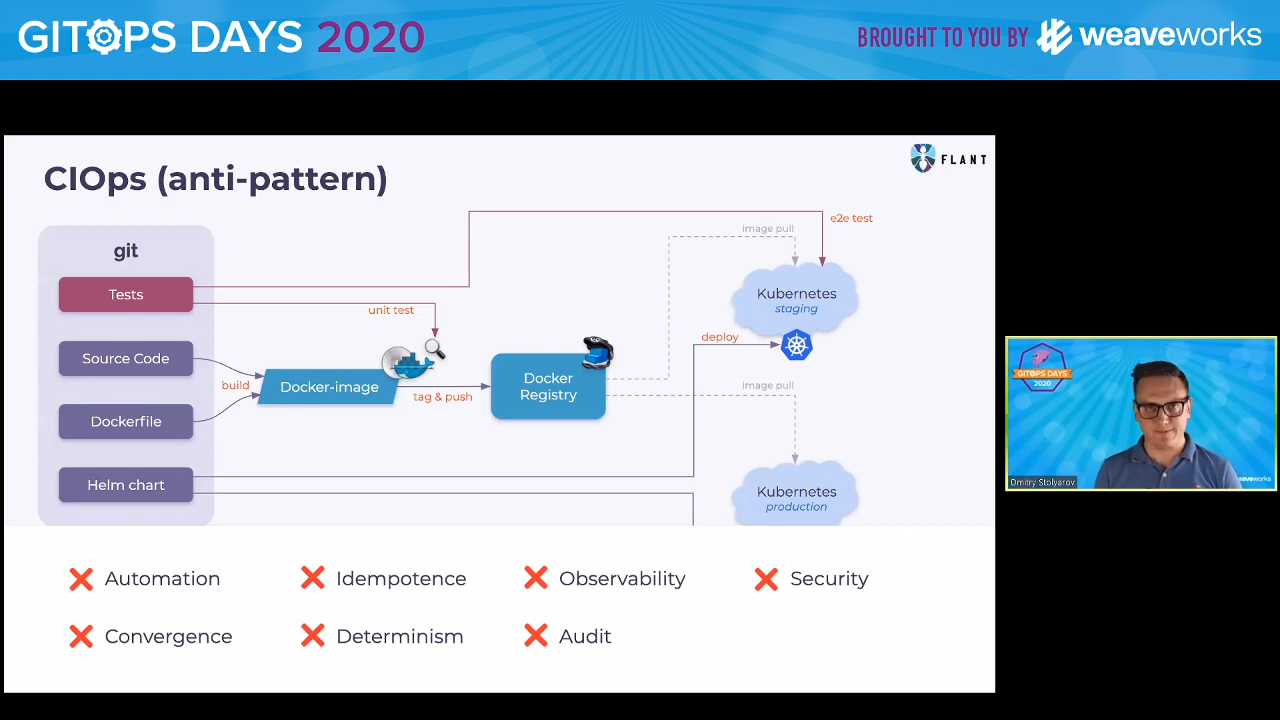 GITOPS DAYS 2020
BROUGHT TO YOU BY weaveworks
CIOps (anti-pattern)
FLANT
git
Tests
Source Code
Dockerfile
Helm chart
build
Docker-image
unit test
tag & push
Docker
Registry
deploy
image pull
e2e test
Kubernetes
staging
image pull
Kubernetes
production
Automation
Idempotence
Observability
Security
Convergence
Determinism
Audit
GITOPS DAYS
2020
Dmitry Stolyarov
weaveworks